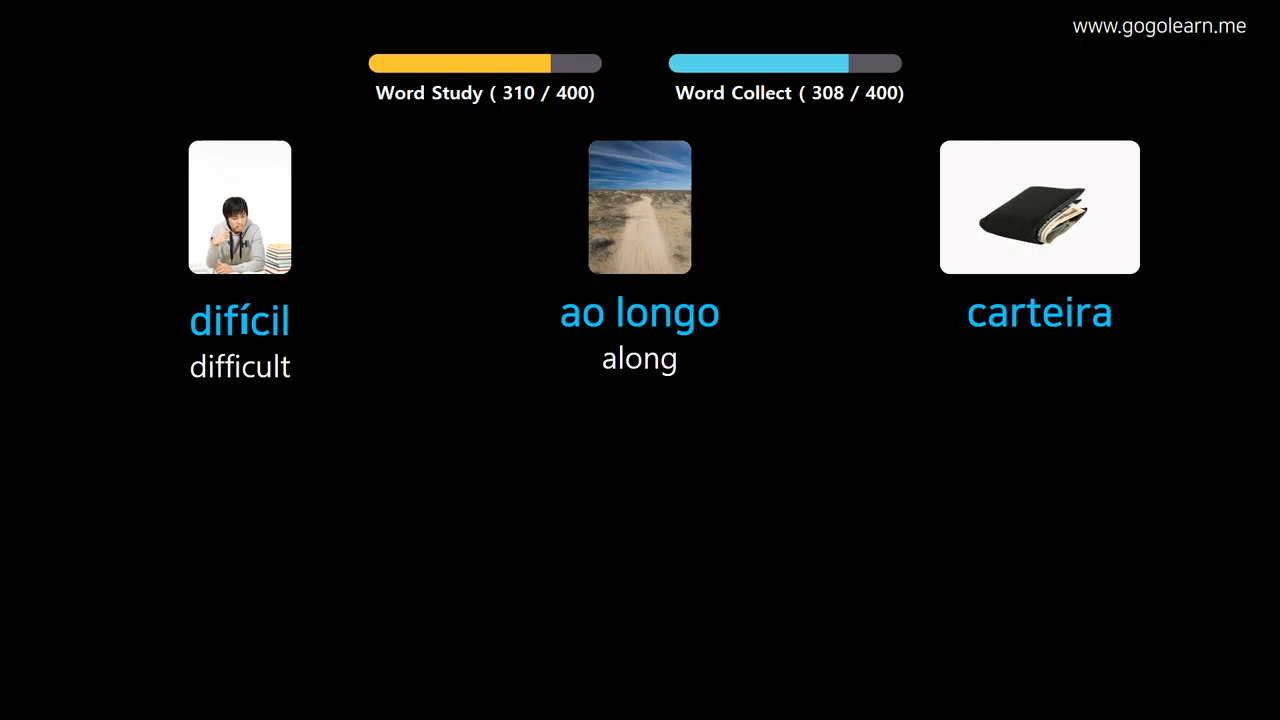 www.gogolearn.me
Word Study ( 310 / 400)
Word Collect ( 308 / 400)
difícil
difficult
ao longo
along
carteira